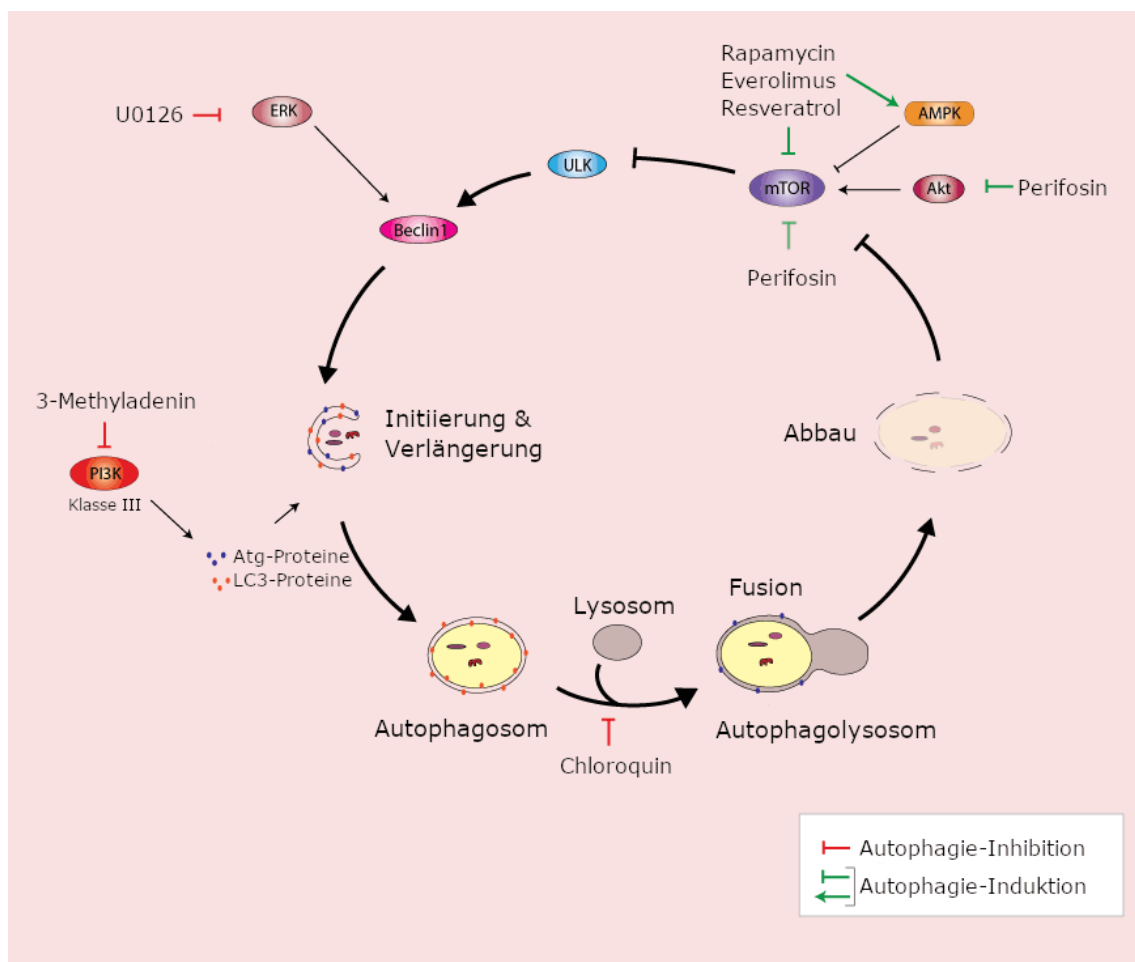 Rapamycin
Everolimus
Resveratrol
U0126
ERK
AMPK
ULK
mTOR
Akt
Perifosin
Beclin1
Perifosin
3-Methyladenin
PI3K
Klasse III
Initiierung &
Verlängerung
Abbau
Atg-Proteine
LC3-Proteine
Lysosom
Fusion
Autophagosom
Autophagolysosom
Chloroquin
Autophagie-Inhibition
Autophagie-Induktion